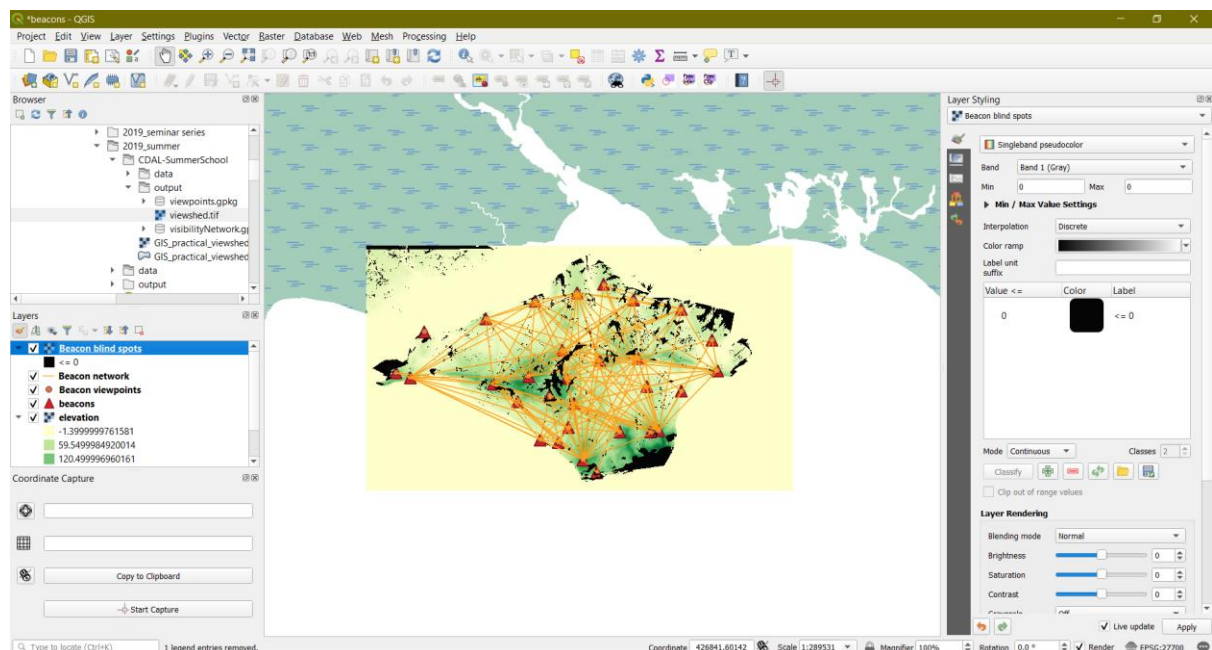 *beacons - QGIS
Project Edit View Layer Settings Plugins Vector Raster Database Web Mesh Processing Help
Browser
2019_seminar series
2019_summer
CDAL-SummerSchool
data
output
viewpoints.gpkg
viewshed.tif
visibilityNetwork.g
GIS_practical_viewshed
GIS_practical_viewshed
data
output
Layers
Beacon blind spots
<= 0
Beacon network
Beacon viewpoints
beacons
elevation
-1.3999999761581
59.5499984920014
120.499996960161
Coordinate Capture
Copy to Clipboard
Start Capture
Layer Styling
Beacon blind spots
Singleband pseudocolor
Band Band 1 (Gray)
Min 0 Max 0
Min / Max Value Settings
Interpolation Discrete
Color ramp
Label unit
suffix
Value <= Color Label
0 <= 0
Mode Continuous Classes 2
Classify
Clip out of range values
Layer Rendering
Blending mode Normal
Brightness 0
Saturation 0
Contrast 0
Grayscale Off
Live update Apply
Type to locate (Ctrl+K) 1 legend entries removed. Coordinate 426841,60142 Scale 1:289531 Magnifier 100% Rotation 0.0 ° Render EPSG:27700